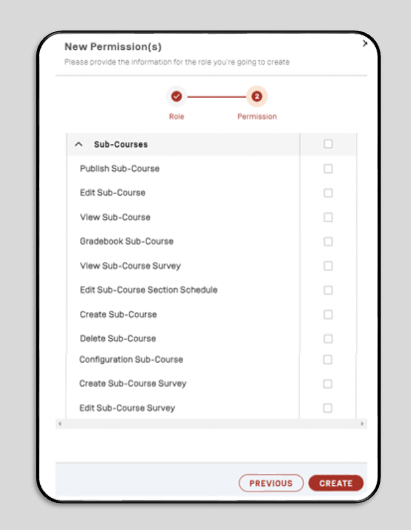 New Permission(s)
Please provide the information for the role you're going to create
2
Role
Permission
Sub-Courses
Publish Sub-Course
Edit Sub-Course
View Sub-Course
Gradebook Sub-Course
View Sub-Course Survey
Edit Sub-Course Section Schedule
Create Sub-Course
Delete Sub-Course
Configuration Sub-Course
Create Sub-Course Survey
Edit Sub-Course Survey
PREVIOUS
CREATE